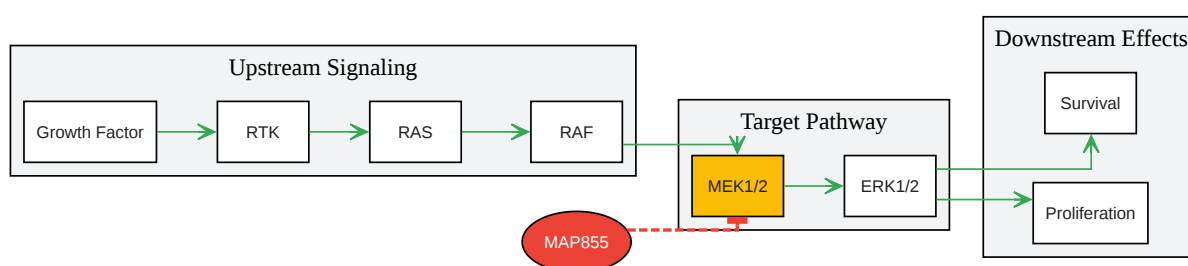 Upstream Signaling
Growth Factor
RTK
RAS
RAF
Target Pathway
MEK1/2
ERK1/2
MAP855
Downstream Effects
Survival
Proliferation